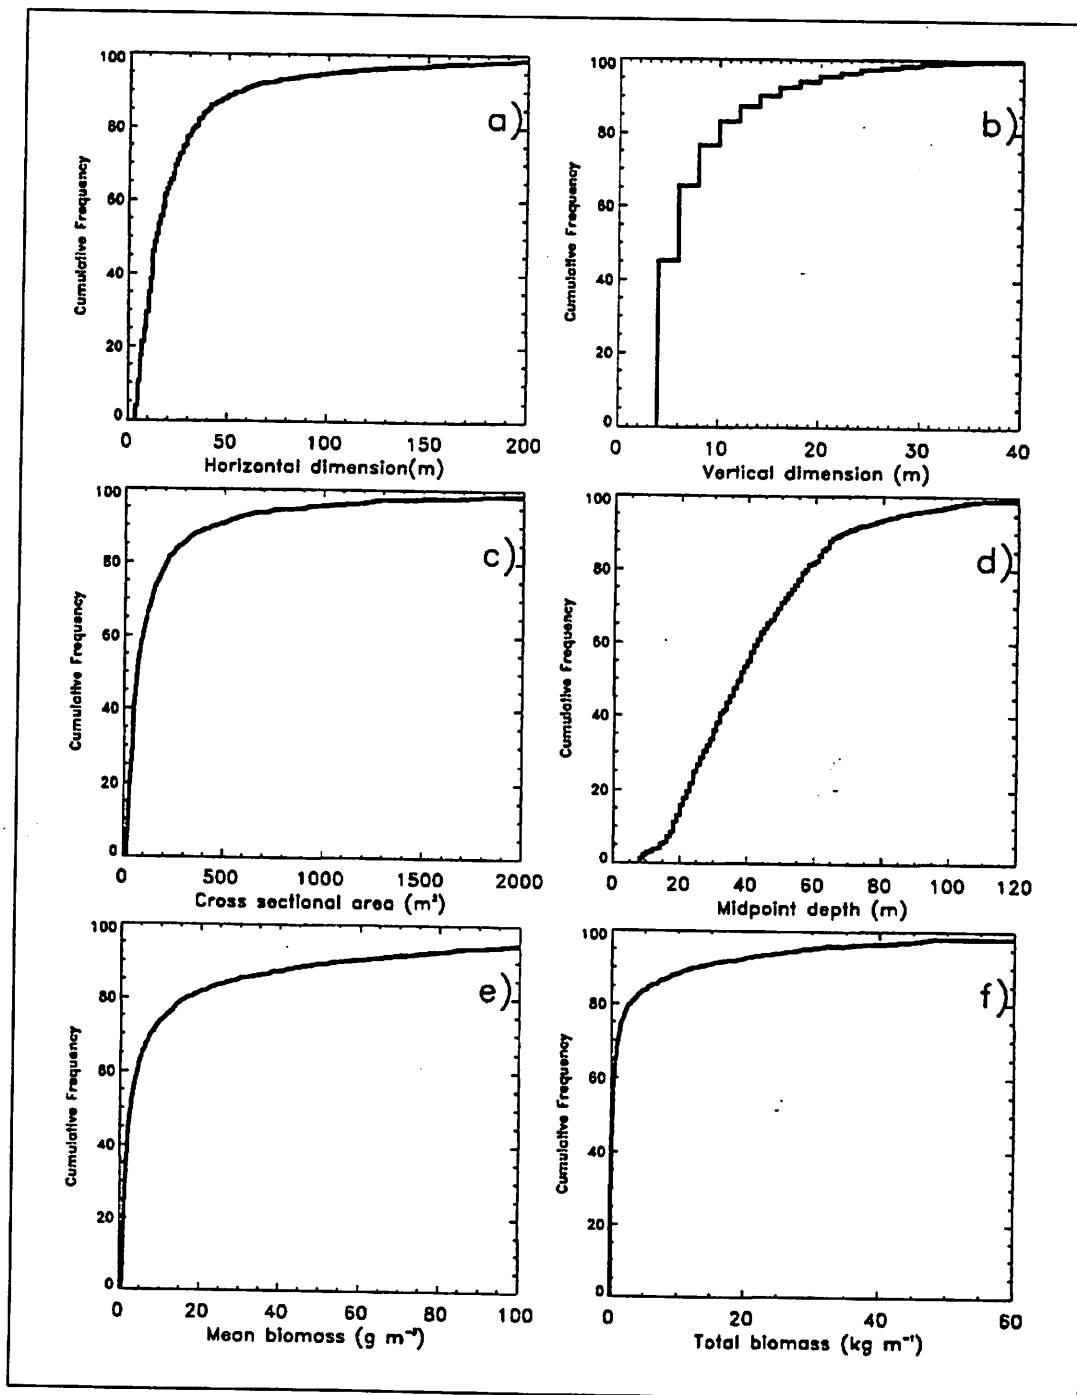 100
80
60
40
20
0
Cumulative Frequency
a)
0 50 100 150 200
Horizontal dimension(m)
100
80
60
40
20
0
Cumulative Frequency
b)
0 10 20 30 40
Vertical dimension (m)
100
80
60
40
20
0
Cumulative Frequency
c)
0 500 1000 1500 2000
Cross sectional area (m²)
100
80
60
40
20
0
Cumulative Frequency
d)
0 20 40 60 80 100 120
Midpoint depth (m)
100
80
60
40
20
0
Cumulative Frequency
e)
0 20 40 60 80 100
Mean biomass (g m⁻³)
100
80
60
40
20
0
Cumulative Frequency
f)
0 20 40 60
Total biomass (kg m⁻¹)